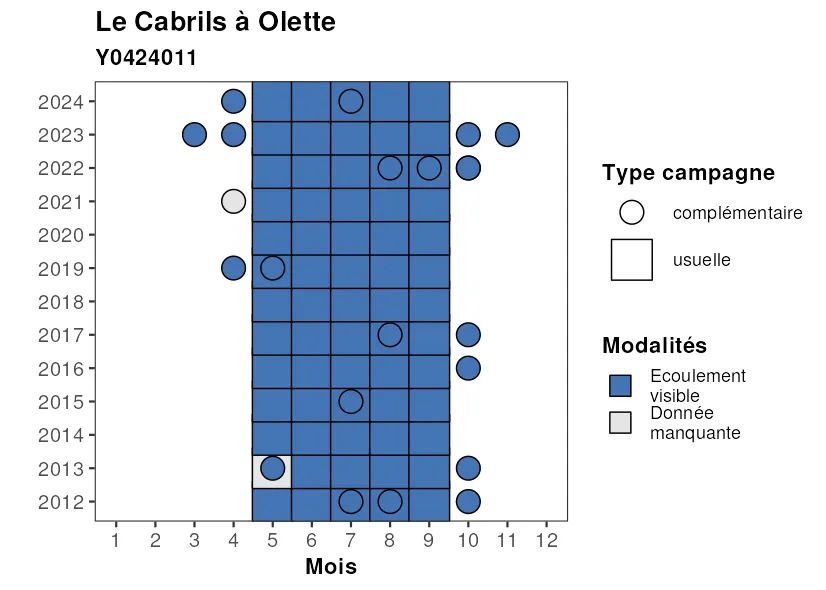 Le Cabrils à Olette
Y0424011
2024
2023
2022
2021
2020
2019
2018
2017
2016
2015
2014
2013
2012
1 2 3 4 5 6 7 8 9 10 11 12
Mois
Type campagne
complémentaire
usuelle
Modalités
Ecoulement
visible
Donnée
manquante